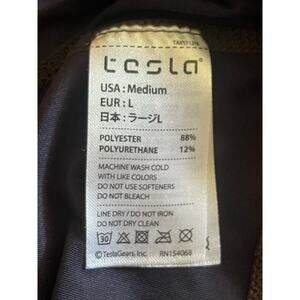 tesla
USA : Medium
EUR : L
日本 : ラージL
POLYESTER 88%
POLYURETHANE 12%
MACHINE WASH COLD
WITH LIKE COLORS
DO NOT USE SOFTENERS
DO NOT BLEACH
LINE DRY / DO NOT IRON
DO NOT DRY CLEAN
30
©TeslaGears, Inc. RN154068